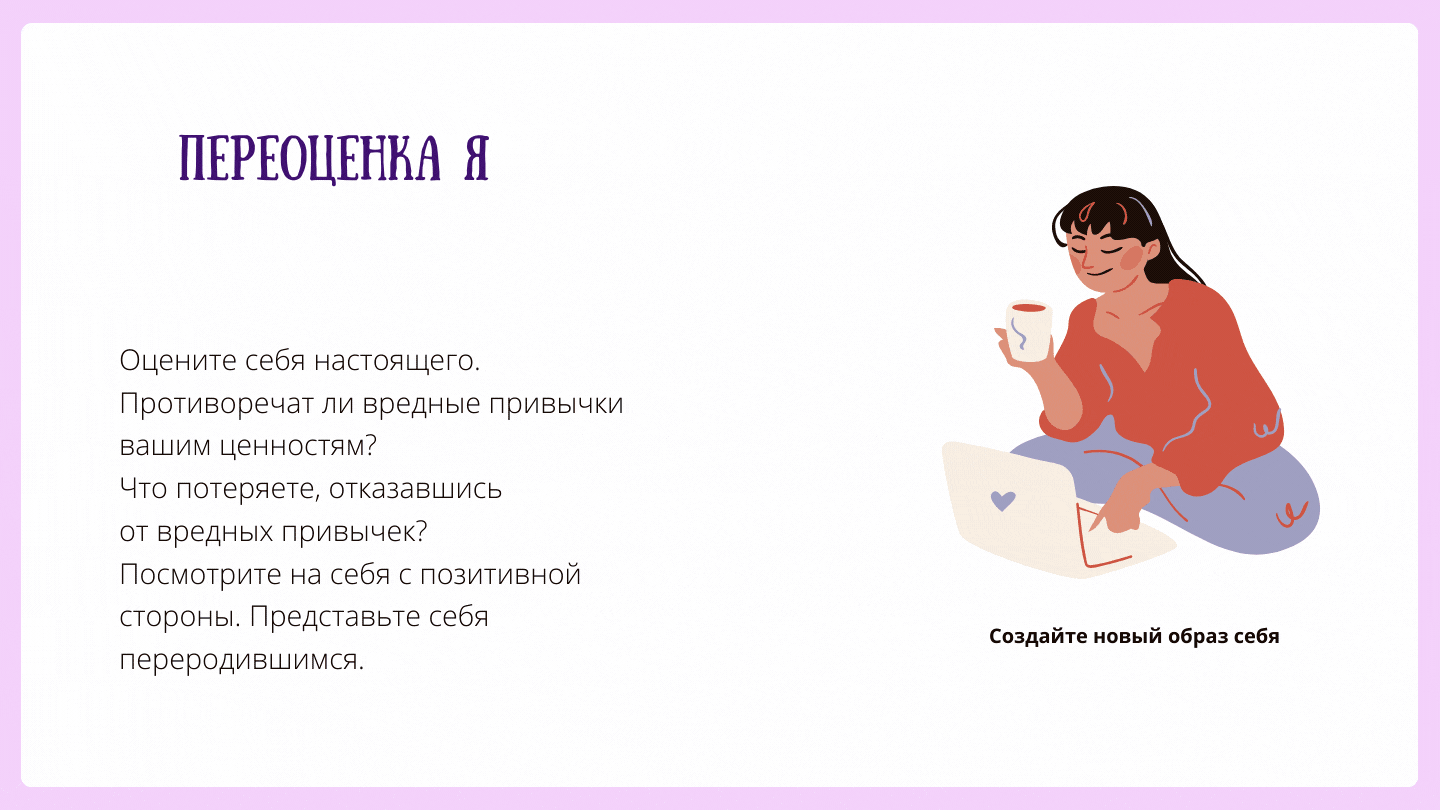 ПЕРЕОЦЕНКА Я
Оцените себя настоящего.
Противоречат ли вредные привычки
вашим ценностям?
Что потеряете, отказавшись
от вредных привычек?
Посмотрите на себя с позитивной
стороны. Представьте себя
переродившимся.
Создайте новый образ себя